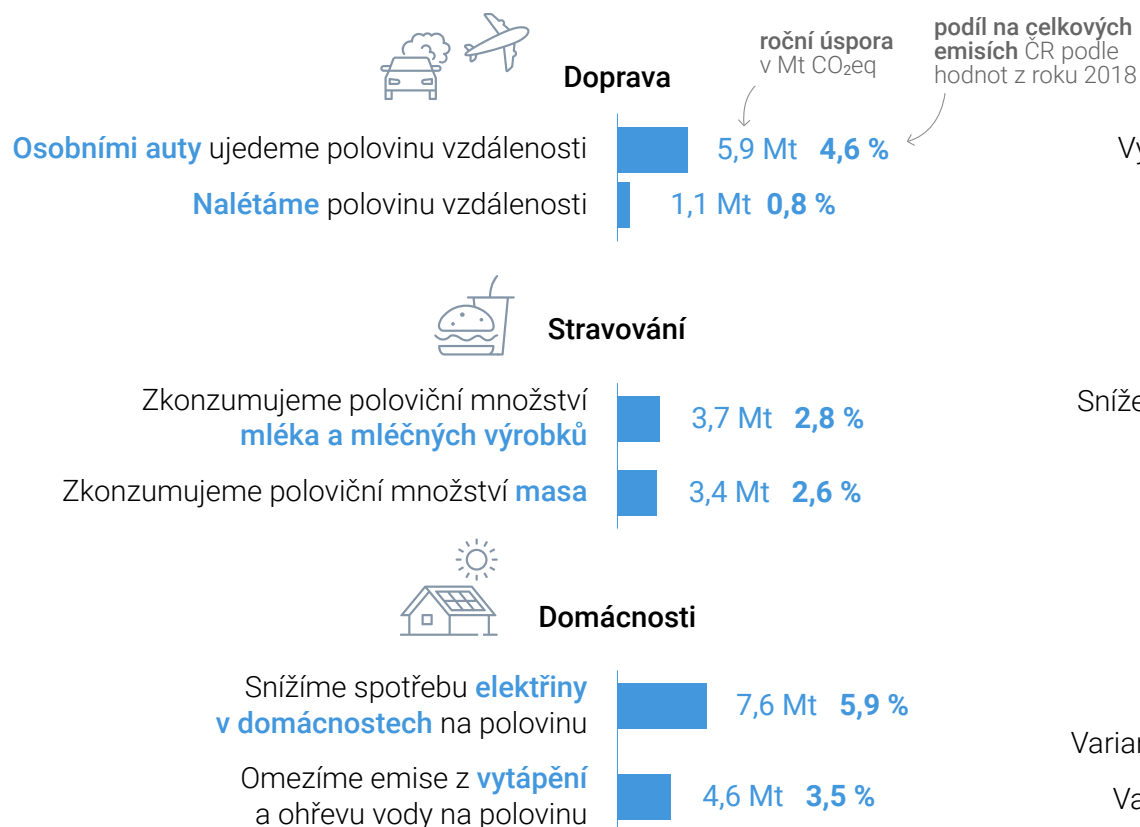 Doprava
roční úspora
v Mt CO₂eq
podíl na celkových
emisích ČR podle
hodnot z roku 2018
Osobními auty ujedeme polovinu vzdálenosti
5,9 Mt 4,6 %
Nalétáme polovinu vzdálenosti
1,1 Mt 0,8 %
Stravování
Zkonzumujeme poloviční množství
mléka a mléčných výrobků
3,7 Mt 2,8 %
Zkonzumujeme poloviční množství masa
3,4 Mt 2,6 %
Domácnosti
Snížíme spotřebu elektřiny
v domácnostech na polovinu
7,6 Mt 5,9 %
Omezíme emise z vytápění
a ohřevu vody na polovinu
4,6 Mt 3,5 %